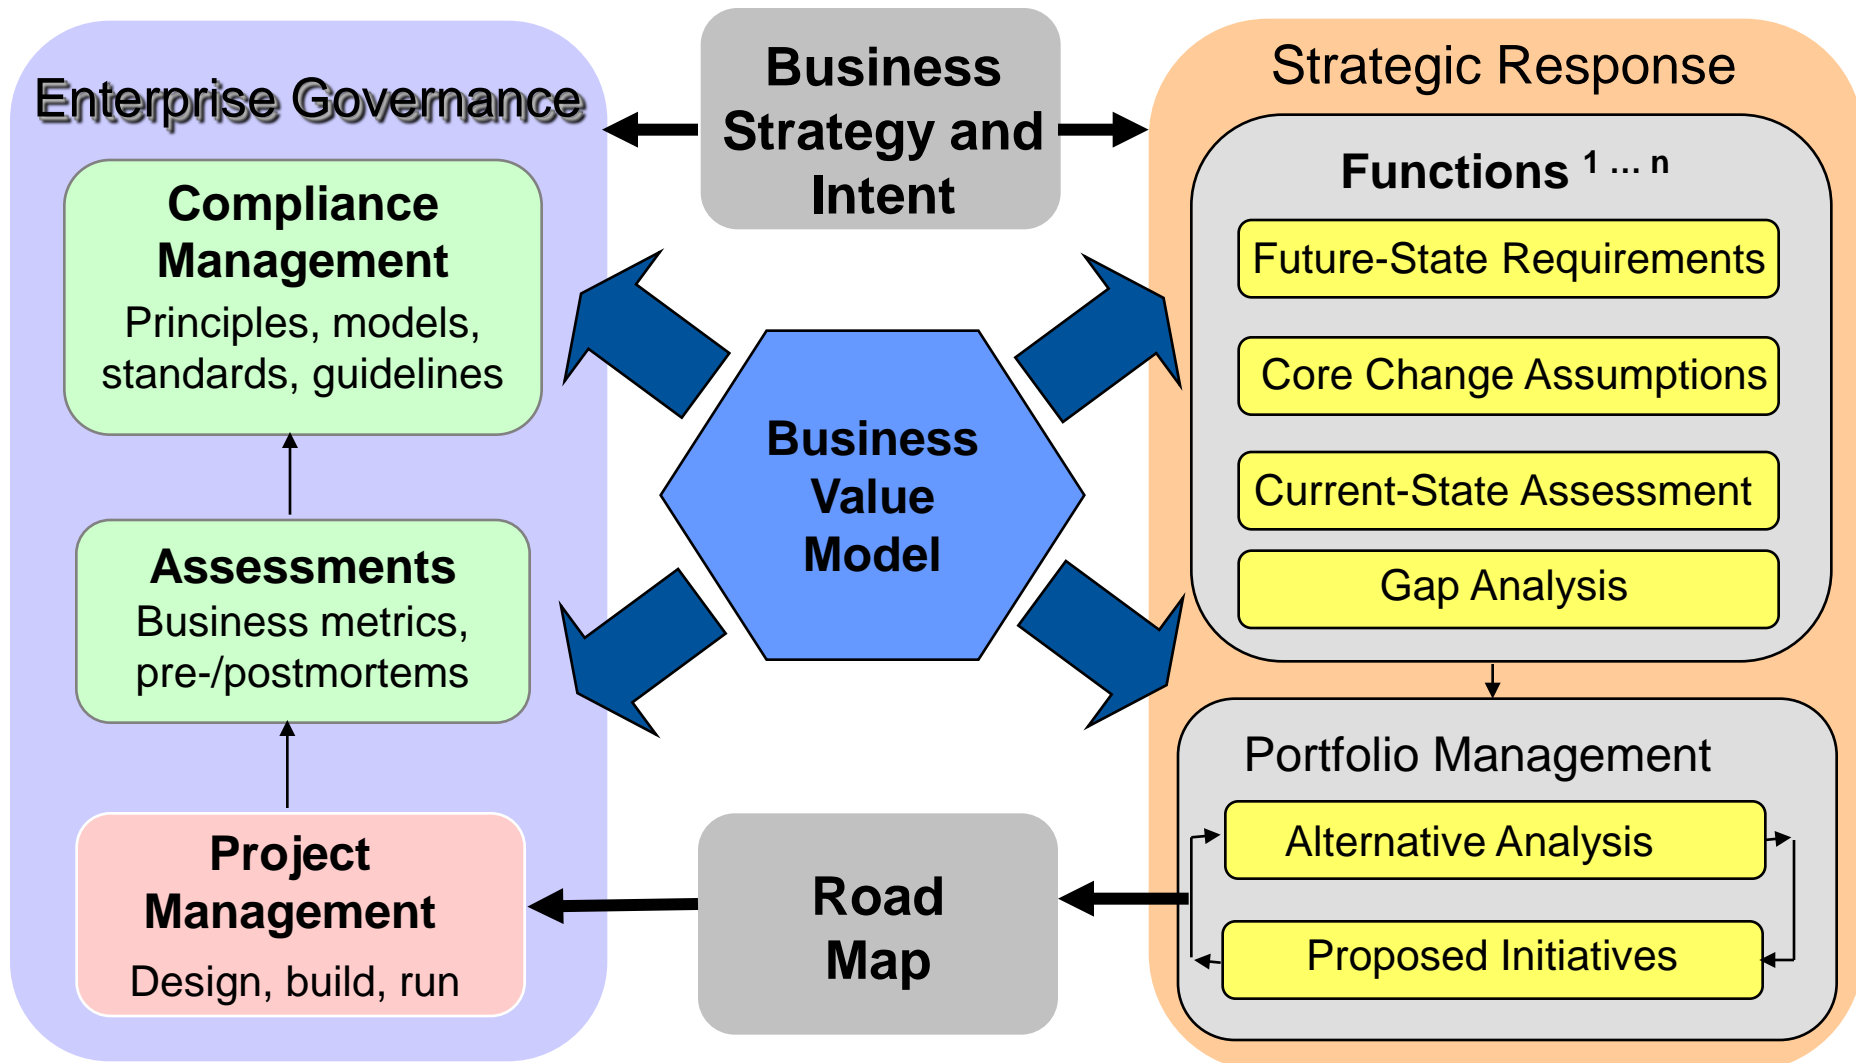 Enterprise Governance
Compliance
Management
Principles, models,
standards, guidelines
Assessments
Business metrics,
pre-/postmortems
Project
Management
Design, build, run
Business
Strategy and
Intent
Business
Value
Model
Road
Map
Strategic Response
Functions 1 ... n
Future-State Requirements
Core Change Assumptions
Current-State Assessment
Gap Analysis
Portfolio Management
Alternative Analysis
Proposed Initiatives